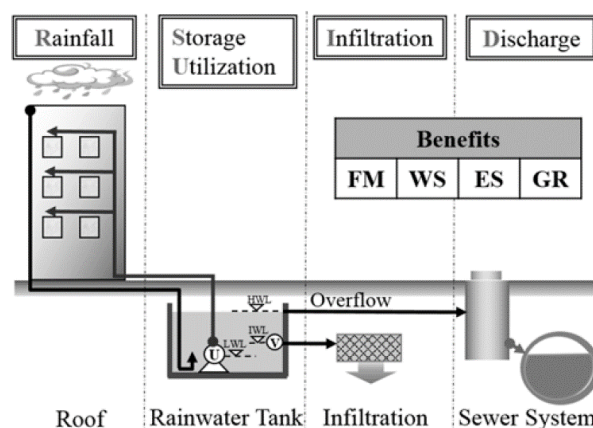 Rainfall
Storage
Utilization
Infiltration
Discharge
Benefits
FM WS ES GR
HWL
Overflow
LWL
IWL
U
V
Roof
Rainwater Tank
Infiltration
Sewer System